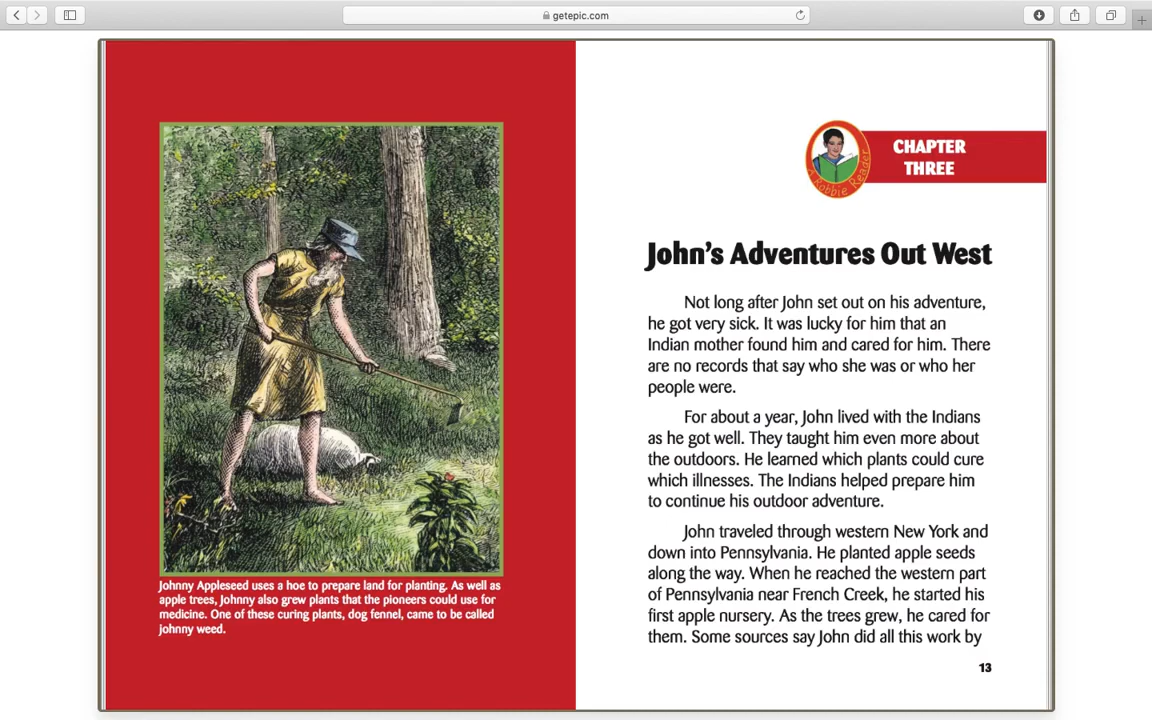 getepic.com
Johnny Appleseed uses a hoe to prepare land for planting. As well as
apple trees, Johnny also grew plants that the pioneers could use for
medicine. One of these curing plants, dog fennel, came to be called
Johnny weed.
A Robbie Reader
CHAPTER
THREE
John's Adventures Out West
Not long after John set out on his adventure,
he got very sick. It was lucky for him that an
Indian mother found him and cared for him. There
are no records that say who she was or who her
people were.
For about a year, John lived with the Indians
as he got well. They taught him even more about
the outdoors. He learned which plants could cure
which illnesses. The Indians helped prepare him
to continue his outdoor adventure.
John traveled through western New York and
down into Pennsylvania. He planted apple seeds
along the way. When he reached the western part
of Pennsylvania near French Creek, he started his
first apple nursery. As the trees grew, he cared for
them. Some sources say John did all this work by
13